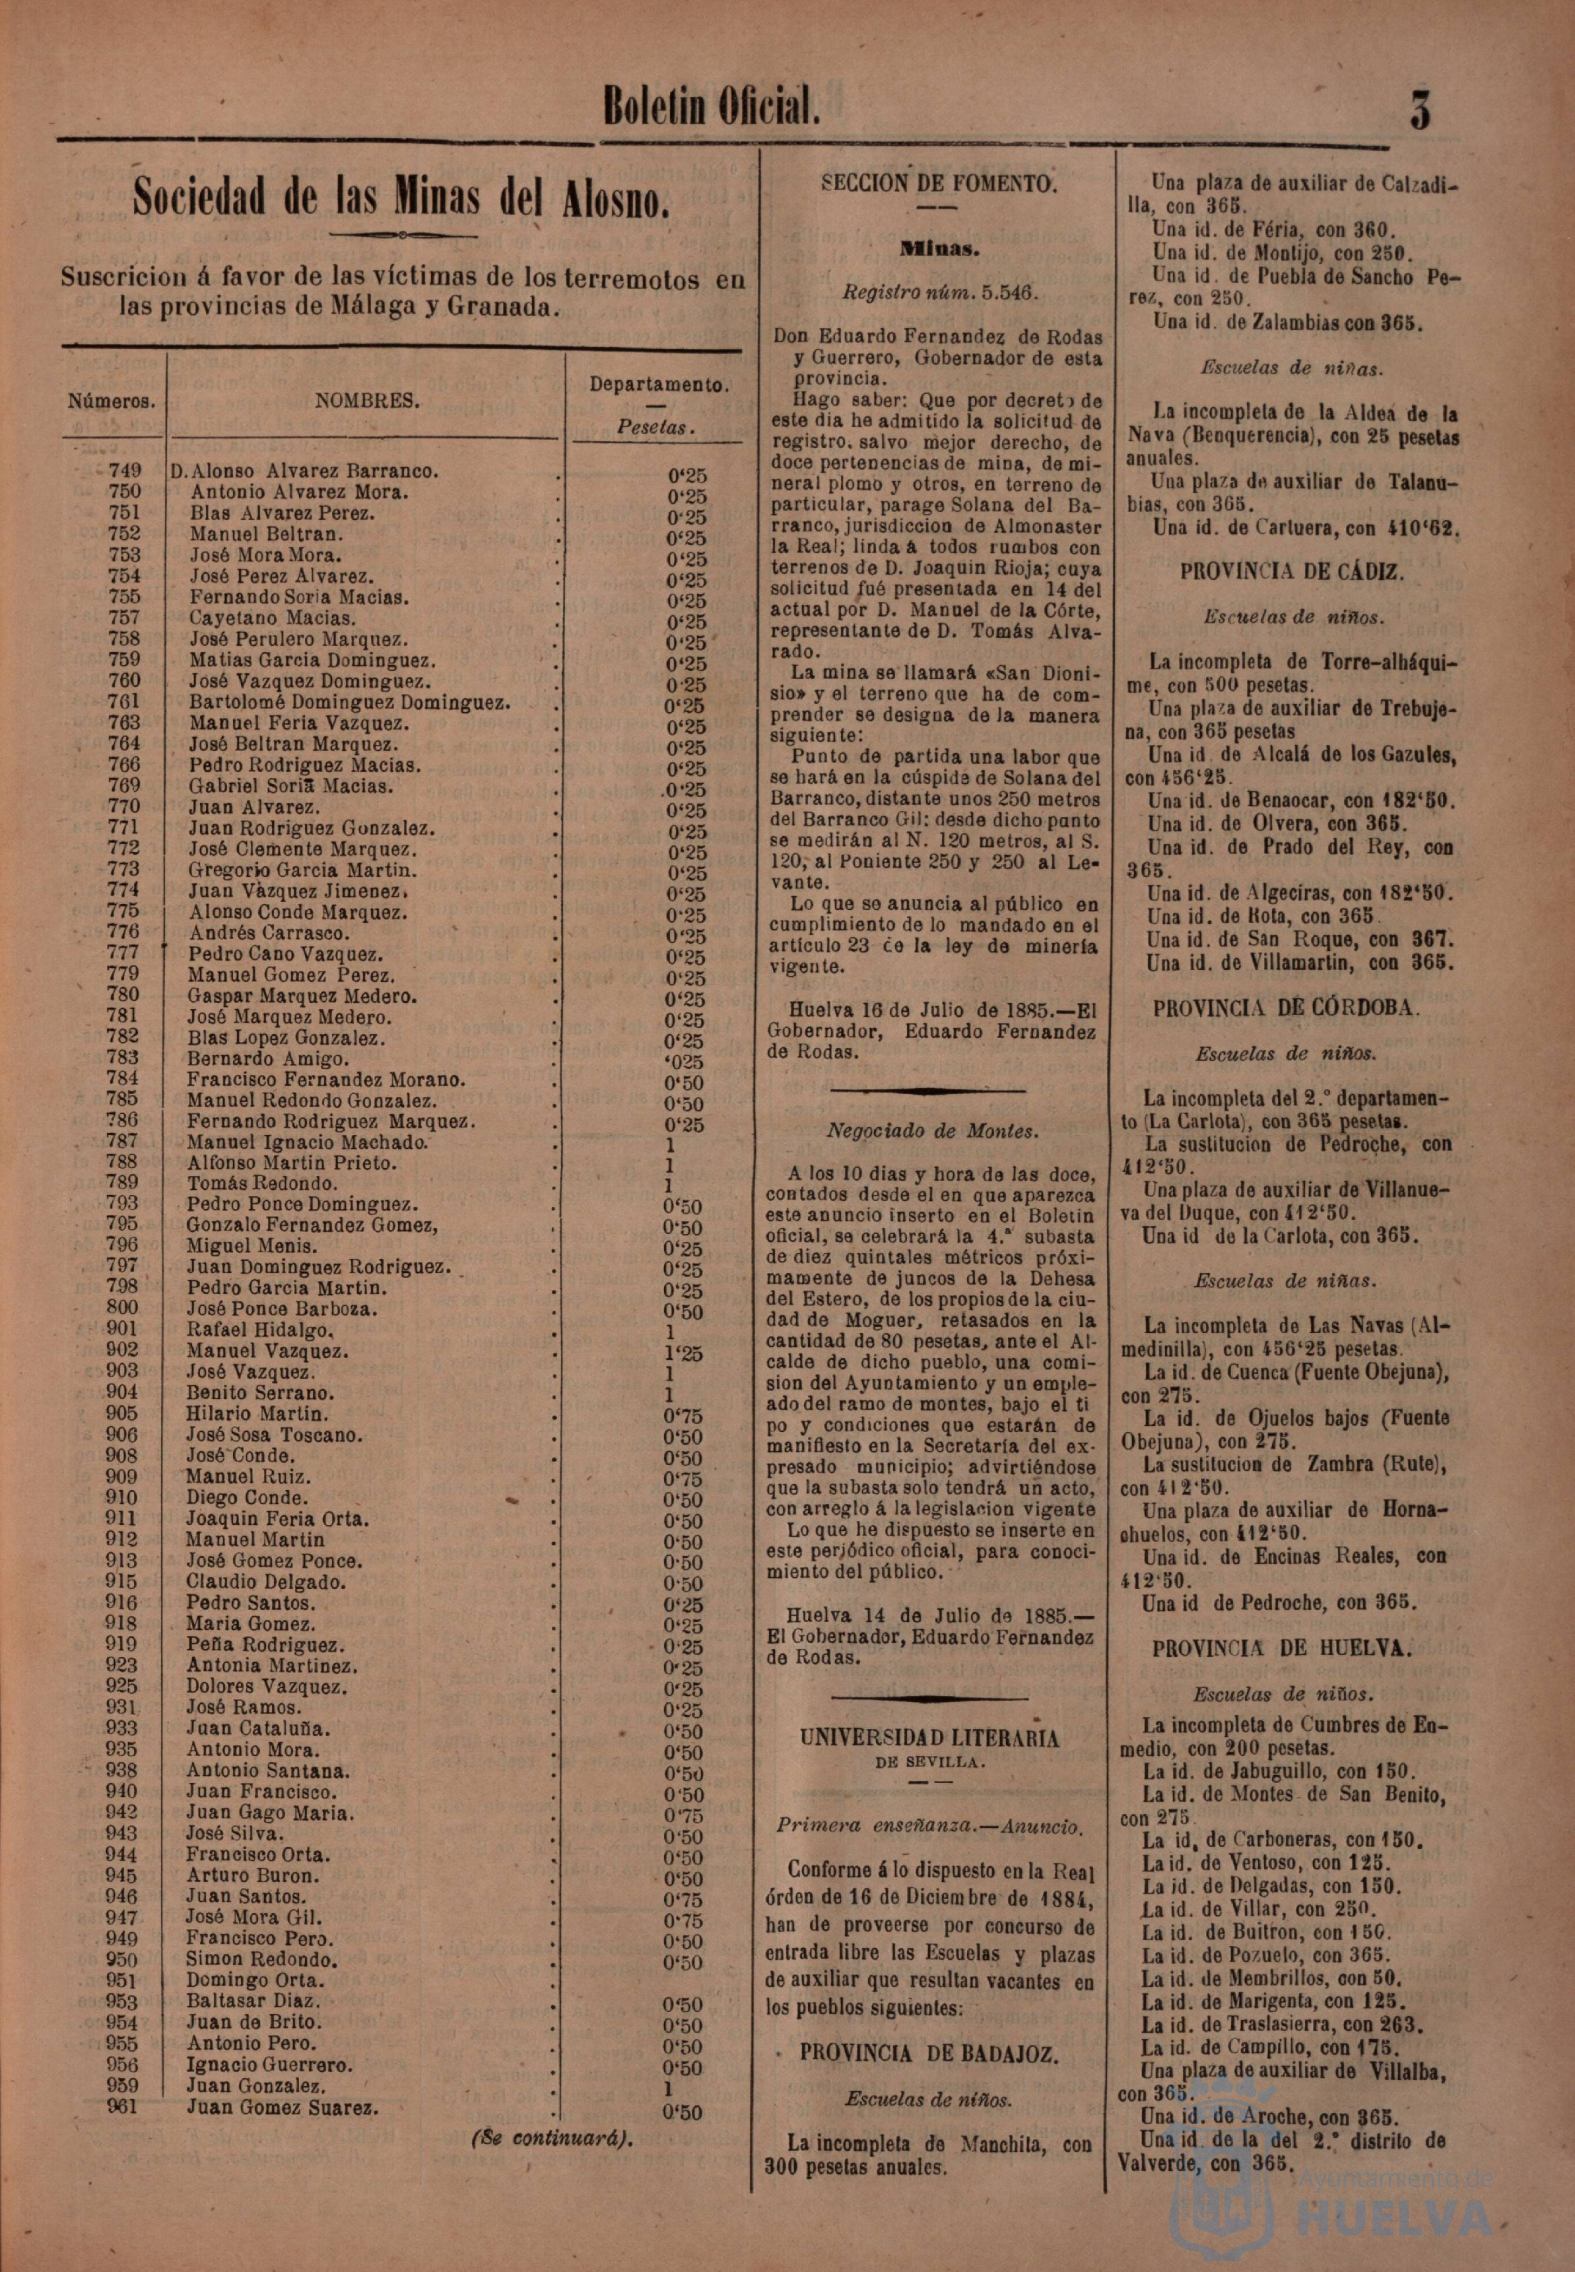 Boletin Oficial.
3
Sociedad de las Minas del Alosno.
Suscricion á favor de las víctimas de los terremotos en
las provincias de Málaga y Granada.
Números. NOMBRES. Departamento.
Pesetas.
749 D. Alonso Alvarez Barranco. 0‘25
750 Antonio Alvarez Mora. 0‘25
751 Blas Alvarez Perez. 0‘25
752 Manuel Beltran. 0‘25
753 José Mora Mora. 0‘25
754 José Perez Alvarez. 0‘25
755 Fernando Soria Macias. 0‘25
757 Cayetano Macias. 0‘25
758 José Perulero Marquez. 0‘25
759 Matias Garcia Dominguez. 0‘25
760 José Vazquez Dominguez. 0‘25
761 Bartolomé Dominguez Dominguez. 0‘25
763 Manuel Feria Vazquez. 0‘25
764 José Beltran Marquez. 0‘25
766 Pedro Rodriguez Macias. 0‘25
769 Gabriel Soria Macias. 0‘25
770 Juan Alvarez. 0‘25
771 Juan Rodriguez Gonzalez. 0‘25
772 José Clemente Marquez. 0‘25
773 Gregorio Garcia Martin. 0‘25
774 Juan Vàzquez Jimenez. 0‘25
775 Alonso Conde Marquez. 0‘25
776 Andrés Carrasco. 0‘25
777 Pedro Cano Vazquez. 0‘25
779 Manuel Gomez Perez. 0‘25
780 Gaspar Marquez Medero. 0‘25
781 José Marquez Medero. 0‘25
782 Blas Lopez Gonzalez. 0‘25
783 Bernardo Amigo. ‘025
784 Francisco Fernandez Morano. 0‘50
785 Manuel Redondo Gonzalez. 0‘50
786 Fernando Rodriguez Marquez. 0‘25
787 Manuel Ignacio Machado. 1
788 Alfonso Martin Prieto. 1
789 Tomás Redondo. 1
793 Pedro Ponce Dominguez. 0‘50
795 Gonzalo Fernandez Gomez, 0‘50
796 Miguel Menis. 0‘25
797 Juan Dominguez Rodriguez. 0‘25
798 Pedro Garcia Martin. 0‘25
800 José Ponce Barboza. 0‘50
901 Rafael Hidalgo. 1
902 Manuel Vazquez. 1‘25
903 José Vazquez. 1
904 Benito Serrano. 1
905 Hilario Martin. 0‘75
906 José Sosa Toscano. 0‘50
908 José Conde. 0‘50
909 Manuel Ruiz. 0‘75
910 Diego Conde. 0‘50
911 Joaquin Feria Orta. 0‘50
912 Manuel Martin 0‘50
913 José Gomez Ponce. 0‘50
915 Claudio Delgado. 0‘50
916 Pedro Santos. 0‘25
918 Maria Gomez. 0‘25
919 Peña Rodriguez. 0‘25
923 Antonia Martinez. 0‘25
925 Dolores Vazquez. 0‘25
931 José Ramos. 0‘25
933 Juan Cataluña. 0‘50
935 Antonio Mora. 0‘50
938 Antonio Santana. 0‘50
940 Juan Francisco. 0‘50
942 Juan Gago Maria. 0‘75
943 José Silva. 0‘50
944 Francisco Orta. 0‘50
945 Arturo Buron. 0‘50
946 Juan Santos. 0‘75
947 José Mora Gil. 0‘75
949 Francisco Pero. 0‘50
950 Simon Redondo. 0‘50
951 Domingo Orta.
953 Baltasar Diaz. 0‘50
954 Juan de Brito. 0‘50
955 Antonio Pero. 0‘50
956 Ignacio Guerrero. 0‘50
959 Juan Gonzalez. 1
961 Juan Gomez Suarez. 0‘50
(Se continuará).
SECCION DE FOMENTO.
Minas.
Registro núm. 5.546.
Don Eduardo Fernandez de Rodas
y Guerrero, Gobernador de esta
provincia.
Hago saber: Que por decreto de
este dia he admitido la solicitud de
registro, salvo mejor derecho, de
doce pertenencias de mina, de mi-
neral plomo y otros, en terreno de
particular, parage Solana del Ba-
rranco, jurisdiccion de Almonaster
la Real; linda á todos rumbos con
terrenos de D. Joaquin Rioja; cuya
solicitud fué presentada en 14 del
actual por D. Manuel de la Córte,
representante de D. Tomás Alva-
rado.
La mina se llamará «San Dioni-
sio» y el terreno que ha de com-
prender se designa de la manera
siguiente:
Punto de partida una labor que
se hará en la cúspide de Solana del
Barranco, distante unos 250 metros
del Barranco Gil: desde dicho panto
se medirán al N. 120 metros, al S.
120, al Poniente 250 y 250 al Le-
vante.
Lo que se anuncia al público en
cumplimiento de lo mandado en el
artículo 23 de la ley de minería
vigente.
Huelva 16 de Julio de 1885.—El
Gobernador, Eduardo Fernandez
de Rodas.
Negociado de Montes.
A los 10 dias y hora de las doce,
contados desde el en que aparezca
este anuncio inserto en el Boletin
oficial, se celebrará la 4.ª subasta
de diez quintales métricos próxi-
mamente de juncos de la Dehesa
del Estero, de los propios de la ciu-
dad de Moguer, retasados en la
cantidad de 80 pesetas, ante el Al-
calde de dicho pueblo, una comi-
sion del Ayuntamiento y un emple-
ado del ramo de montes, bajo el ti
po y condiciones que estarán de
manifiesto en la Secretaría del ex-
presado municipio; advirtiéndose
que la subasta solo tendrá un acto,
con arreglo á la legislacion vigente
Lo que he dispuesto se inserte en
este perjódico oficial, para conoci-
miento del público.
Huelva 14 de Julio de 1885.—
El Gobernador, Eduardo Fernandez
de Rodas.
UNIVERSIDAD LITERARIA
DE SEVILLA.
Primera enseñanza.—Anuncio.
Conforme á lo dispuesto en la Real
órden de 16 de Diciembre de 1884,
han de proveerse por concurso de
entrada libre las Escuelas y plazas
de auxiliar que resultan vacantes en
los pueblos siguientes:
PROVINCIA DE BADAJOZ.
Escuelas de niños.
La incompleta de Manchita, con
300 pesetas anuales.
Una plaza de auxiliar de Calzadi-
lla, con 365.
Una id. de Féria, con 360.
Una id. de Montijo, con 250.
Una id. de Puebla de Sancho Pe-
rez, con 250.
Una id. de Zalambias con 365.
Escuelas de niñas.
La incompleta de la Aldea de la
Nava (Benquerencia), con 25 pesetas
anuales.
Una plaza de auxiliar de Talanu-
bias, con 365.
Una id. de Cartuera, con 410‘62.
PROVINCIA DE CÁDIZ.
Escuelas de niños.
La incompleta de Torre-alháqui-
me, con 500 pesetas.
Una plaza de auxiliar de Trebuje-
na, con 365 pesetas
Una id. de Alcalá de los Gazules,
con 456‘25.
Una id. de Benaocar, con 182‘50.
Una id. de Olvera, con 365.
Una id. de Prado del Rey, con
365.
Una id. de Algeciras, con 182‘50.
Una id. de Rota, con 365.
Una id. de San Roque, con 367.
Una id. de Villamartin, con 365.
PROVINCIA DE CÓRDOBA.
Escuelas de niños.
La incompleta del 2.º departamen-
to (La Carlota), con 365 pesetas.
La sustitucion de Pedroche, con
412‘50.
Una plaza de auxiliar de Villanue-
va del Duque, con 412‘50.
Una id de la Carlota, con 365.
Escuelas de niñas.
La incompleta de Las Navas (Al-
medinilla), con 456‘25 pesetas.
La id. de Cuenca (Fuente Obejuna),
con 275.
La id. de Ojuelos bajos (Fuente
Obejuna), con 275.
La sustitucion de Zambra (Rute),
con 412‘50.
Una plaza de auxiliar de Horna-
chuelos, con 412‘50.
Una id. de Encinas Reales, con
412‘50.
Una id de Pedroche, con 365.
PROVINCIA DE HUELVA.
Escuelas de niños.
La incompleta de Cumbres de En-
medio, con 200 pesetas.
La id. de Jabuguillo, con 150.
La id. de Montes de San Benito,
con 275.
La id, de Carboneras, con 150.
La id. de Ventoso, con 125.
La id. de Delgadas, con 150.
La id. de Villar, con 250.
La id. de Buitron, con 150.
La id. de Pozuelo, con 365.
La id. de Membrillos, con 50.
La id. de Marigenta, con 125.
La id. de Traslasierra, con 263.
La id. de Campillo, con 175.
Una plaza de auxiliar de Villalba,
con 365.
Una id. de Aroche, con 365.
Una id. de la del 2.º distrito de
Valverde, con 365.
Ayuntamiento de
HUELVA